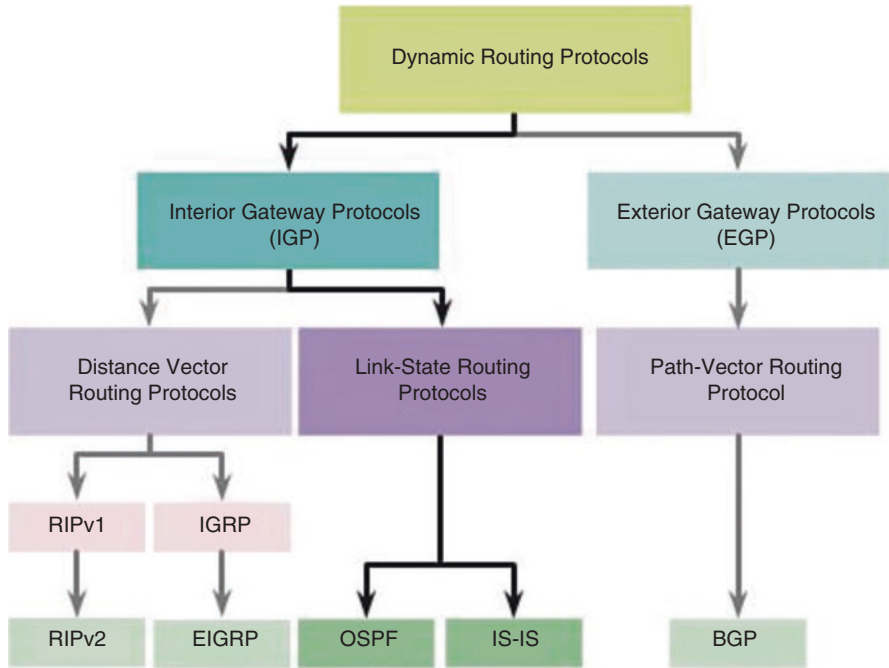 Dynamic Routing Protocols
Interior Gateway Protocols
(IGP)
Exterior Gateway Protocols
(EGP)
Distance Vector
Routing Protocols
Link-State Routing
Protocols
Path-Vector Routing
Protocol
RIPv1
IGRP
RIPv2
EIGRP
OSPF
IS-IS
BGP